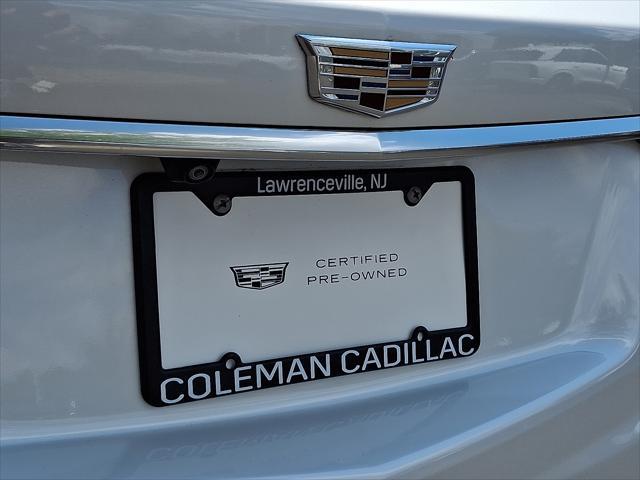 Lawrenceville, NJ
CERTIFIED
PRE-OWNED
COLEMAN CADILLAC